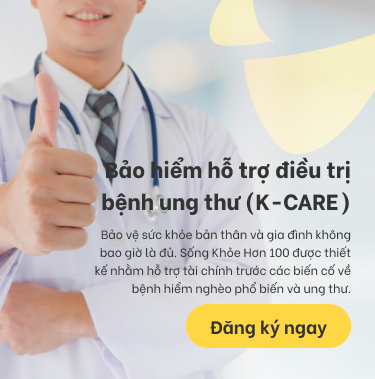 Bảo hiểm hỗ trợ điều trị
bệnh ung thư (K-CARE)
Bảo vệ sức khỏe bản thân và gia đình không
bao giờ là đủ. Sống Khỏe Hơn 100 được thiết
kế nhằm hỗ trợ tài chính trước các biến cố về
bệnh hiểm nghèo phổ biến và ung thư.
Đăng ký ngay